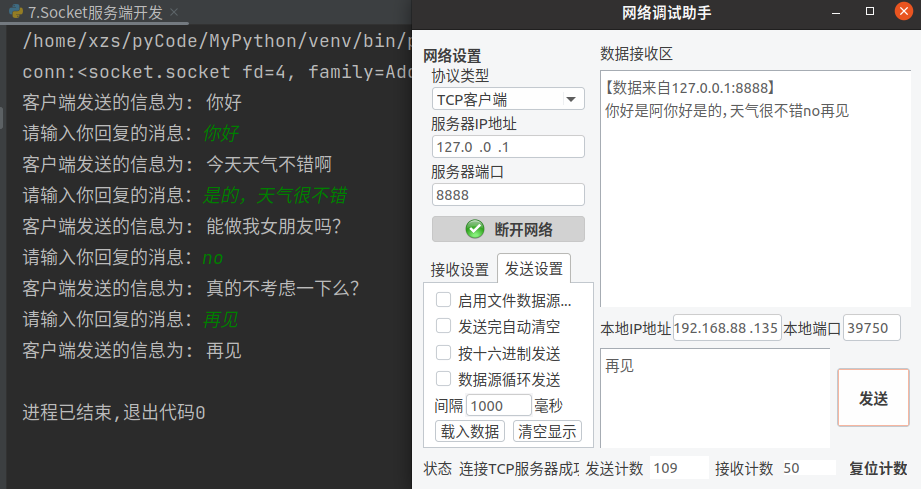 7.Socket服务端开发
/home/xzs/pyCode/MyPython/venv/bin/
conn:<socket.socket fd=4, family=Add
客户端发送的信息为: 你好
请输入你回复的消息: 你好
客户端发送的信息为: 今天天气不错啊
请输入你回复的消息: 是的，天气很不错
客户端发送的信息为: 能做我女朋友吗？
请输入你回复的消息: no
客户端发送的信息为: 真的不考虑一下么？
请输入你回复的消息: 再见
客户端发送的信息为: 再见
进程已结束,退出代码0
网络调试助手
网络设置
协议类型
TCP客户端
服务器IP地址
127.0 .0 .1
服务器端口
8888
断开网络
接收设置 发送设置
启用文件数据源...
发送完自动清空
按十六进制发送
数据源循环发送
间隔 1000 毫秒
载入数据 清空显示
数据接收区
【数据来自127.0.0.1:8888】
你好是阿你好是的,天气很不错no再见
本地IP地址 192.168.88 .135 本地端口 39750
再见
发送
状态 连接TCP服务器成 发送计数 109 接收计数 50 复位计数